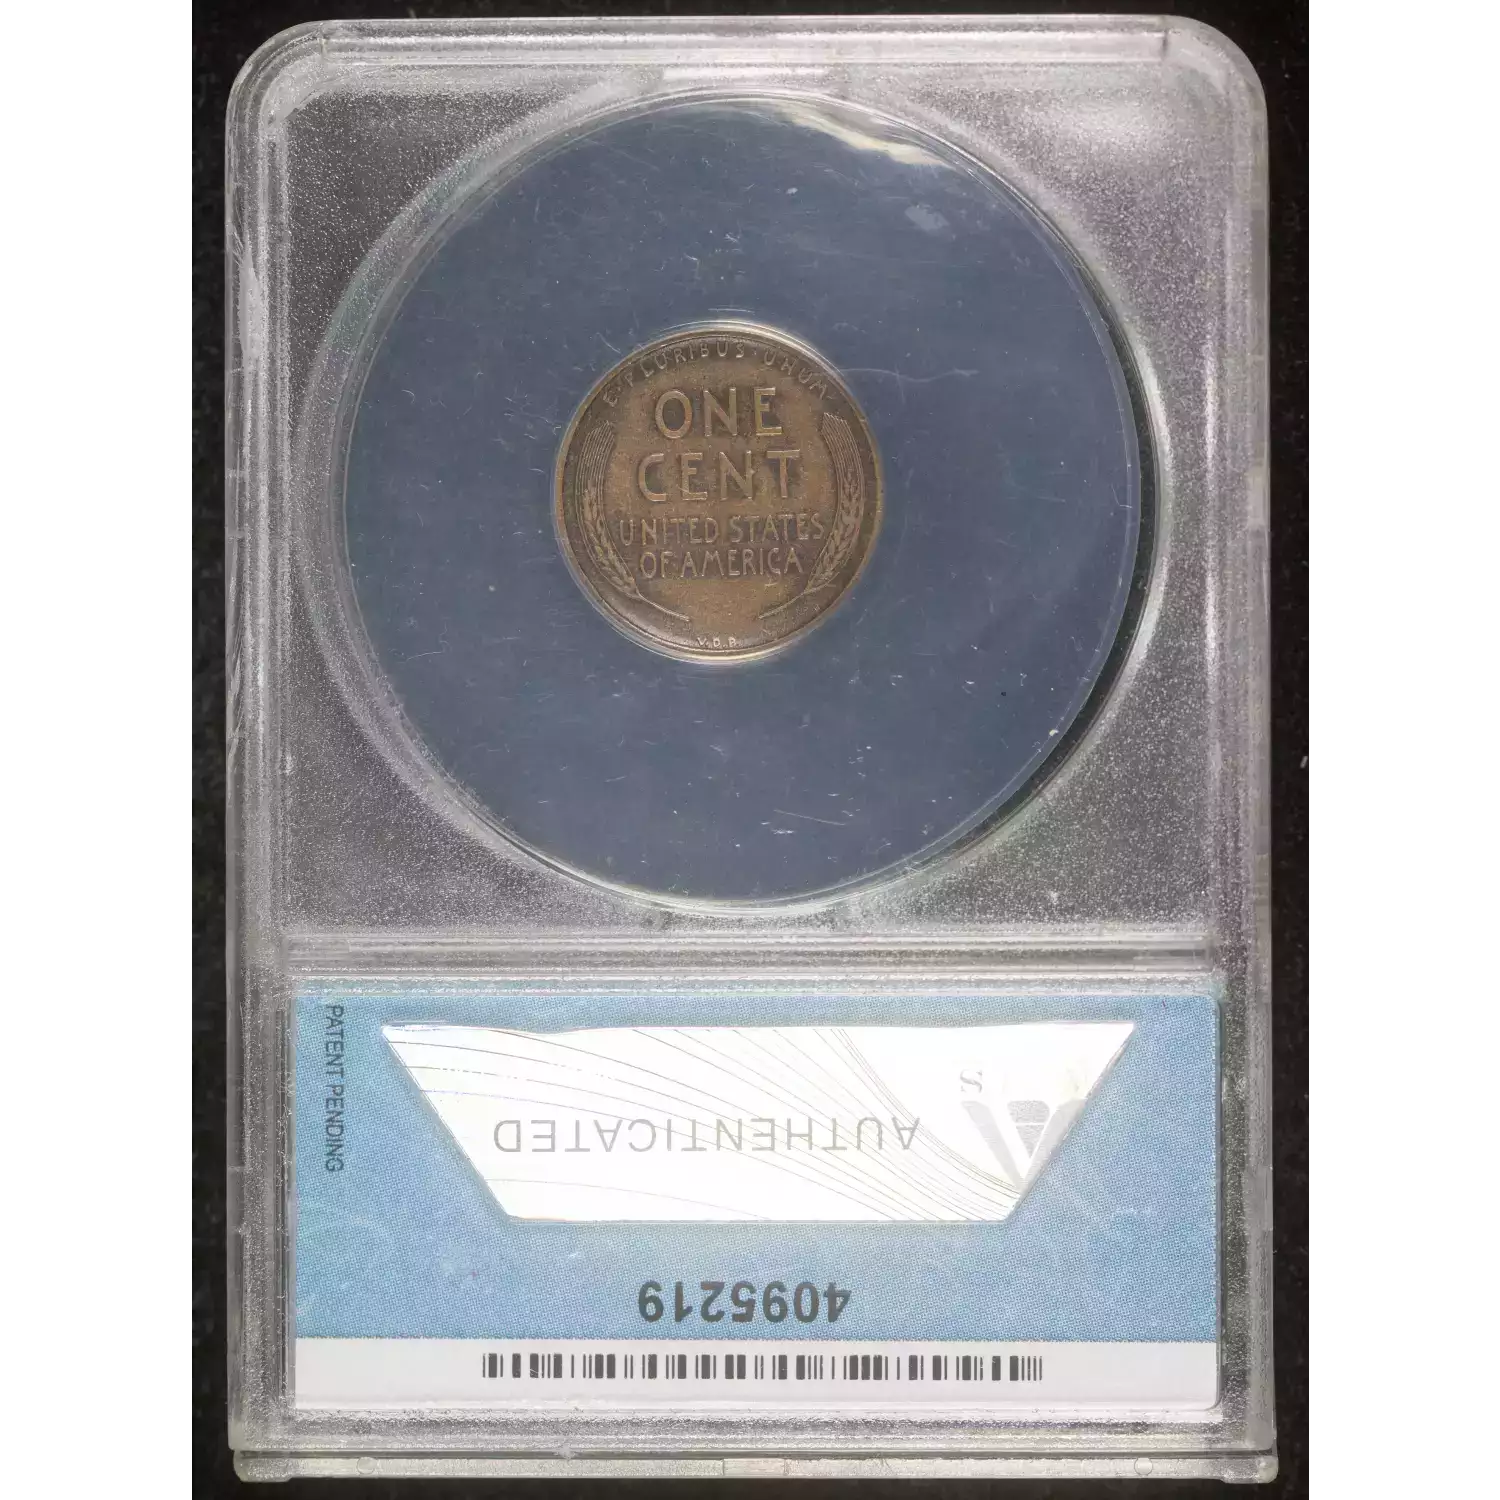 E·PLURIBUS·UNUM
ONE
CENT
UNITED STATES
OF AMERICA
V.D.B.
PATENT PENDING
AUTHENTICATED
4095219